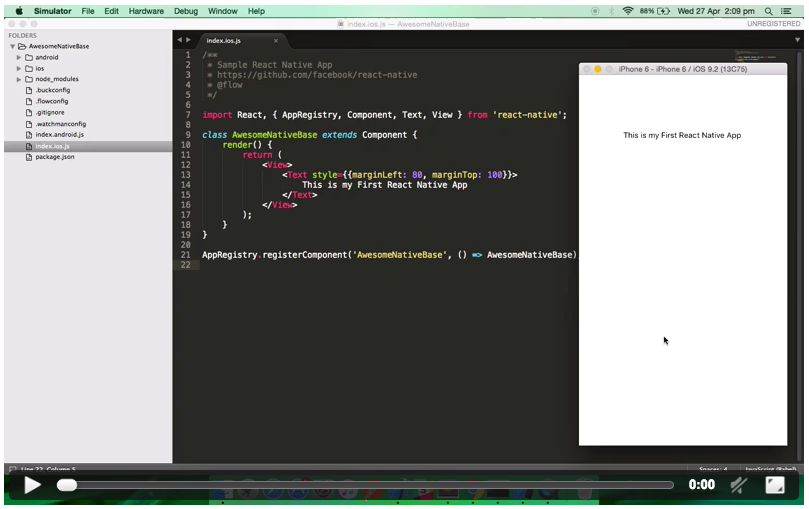 Simulator File Edit Hardware Debug Window Help 88% Wed 27 Apr 2:09 pm
index.ios.js — AwesomeNativeBase UNREGISTERED
FOLDERS
AwesomeNativeBase
android
ios
node_modules
.buckconfig
.flowconfig
.gitignore
.watchmanconfig
index.android.js
index.ios.js
package.json
index.ios.js ×
1 /**
2 * Sample React Native App
3 * https://github.com/facebook/react-native
4 * @flow
5 */
6
7 import React, { AppRegistry, Component, Text, View } from 'react-native';
8
9 class AwesomeNativeBase extends Component {
10 render() {
11 return (
12 <View>
13 <Text style={{marginLeft: 80, marginTop: 100}}>
14 This is my First React Native App
15 </Text>
16 </View>
17 );
18 }
19 }
20
21 AppRegistry.registerComponent('AwesomeNativeBase', () => AwesomeNativeBase)
22
iPhone 6 - iPhone 6 / iOS 9.2 (13C75)
This is my First React Native App
Line 22, Column 5 Spaces: 4 JavaScript (Babel)
0:00